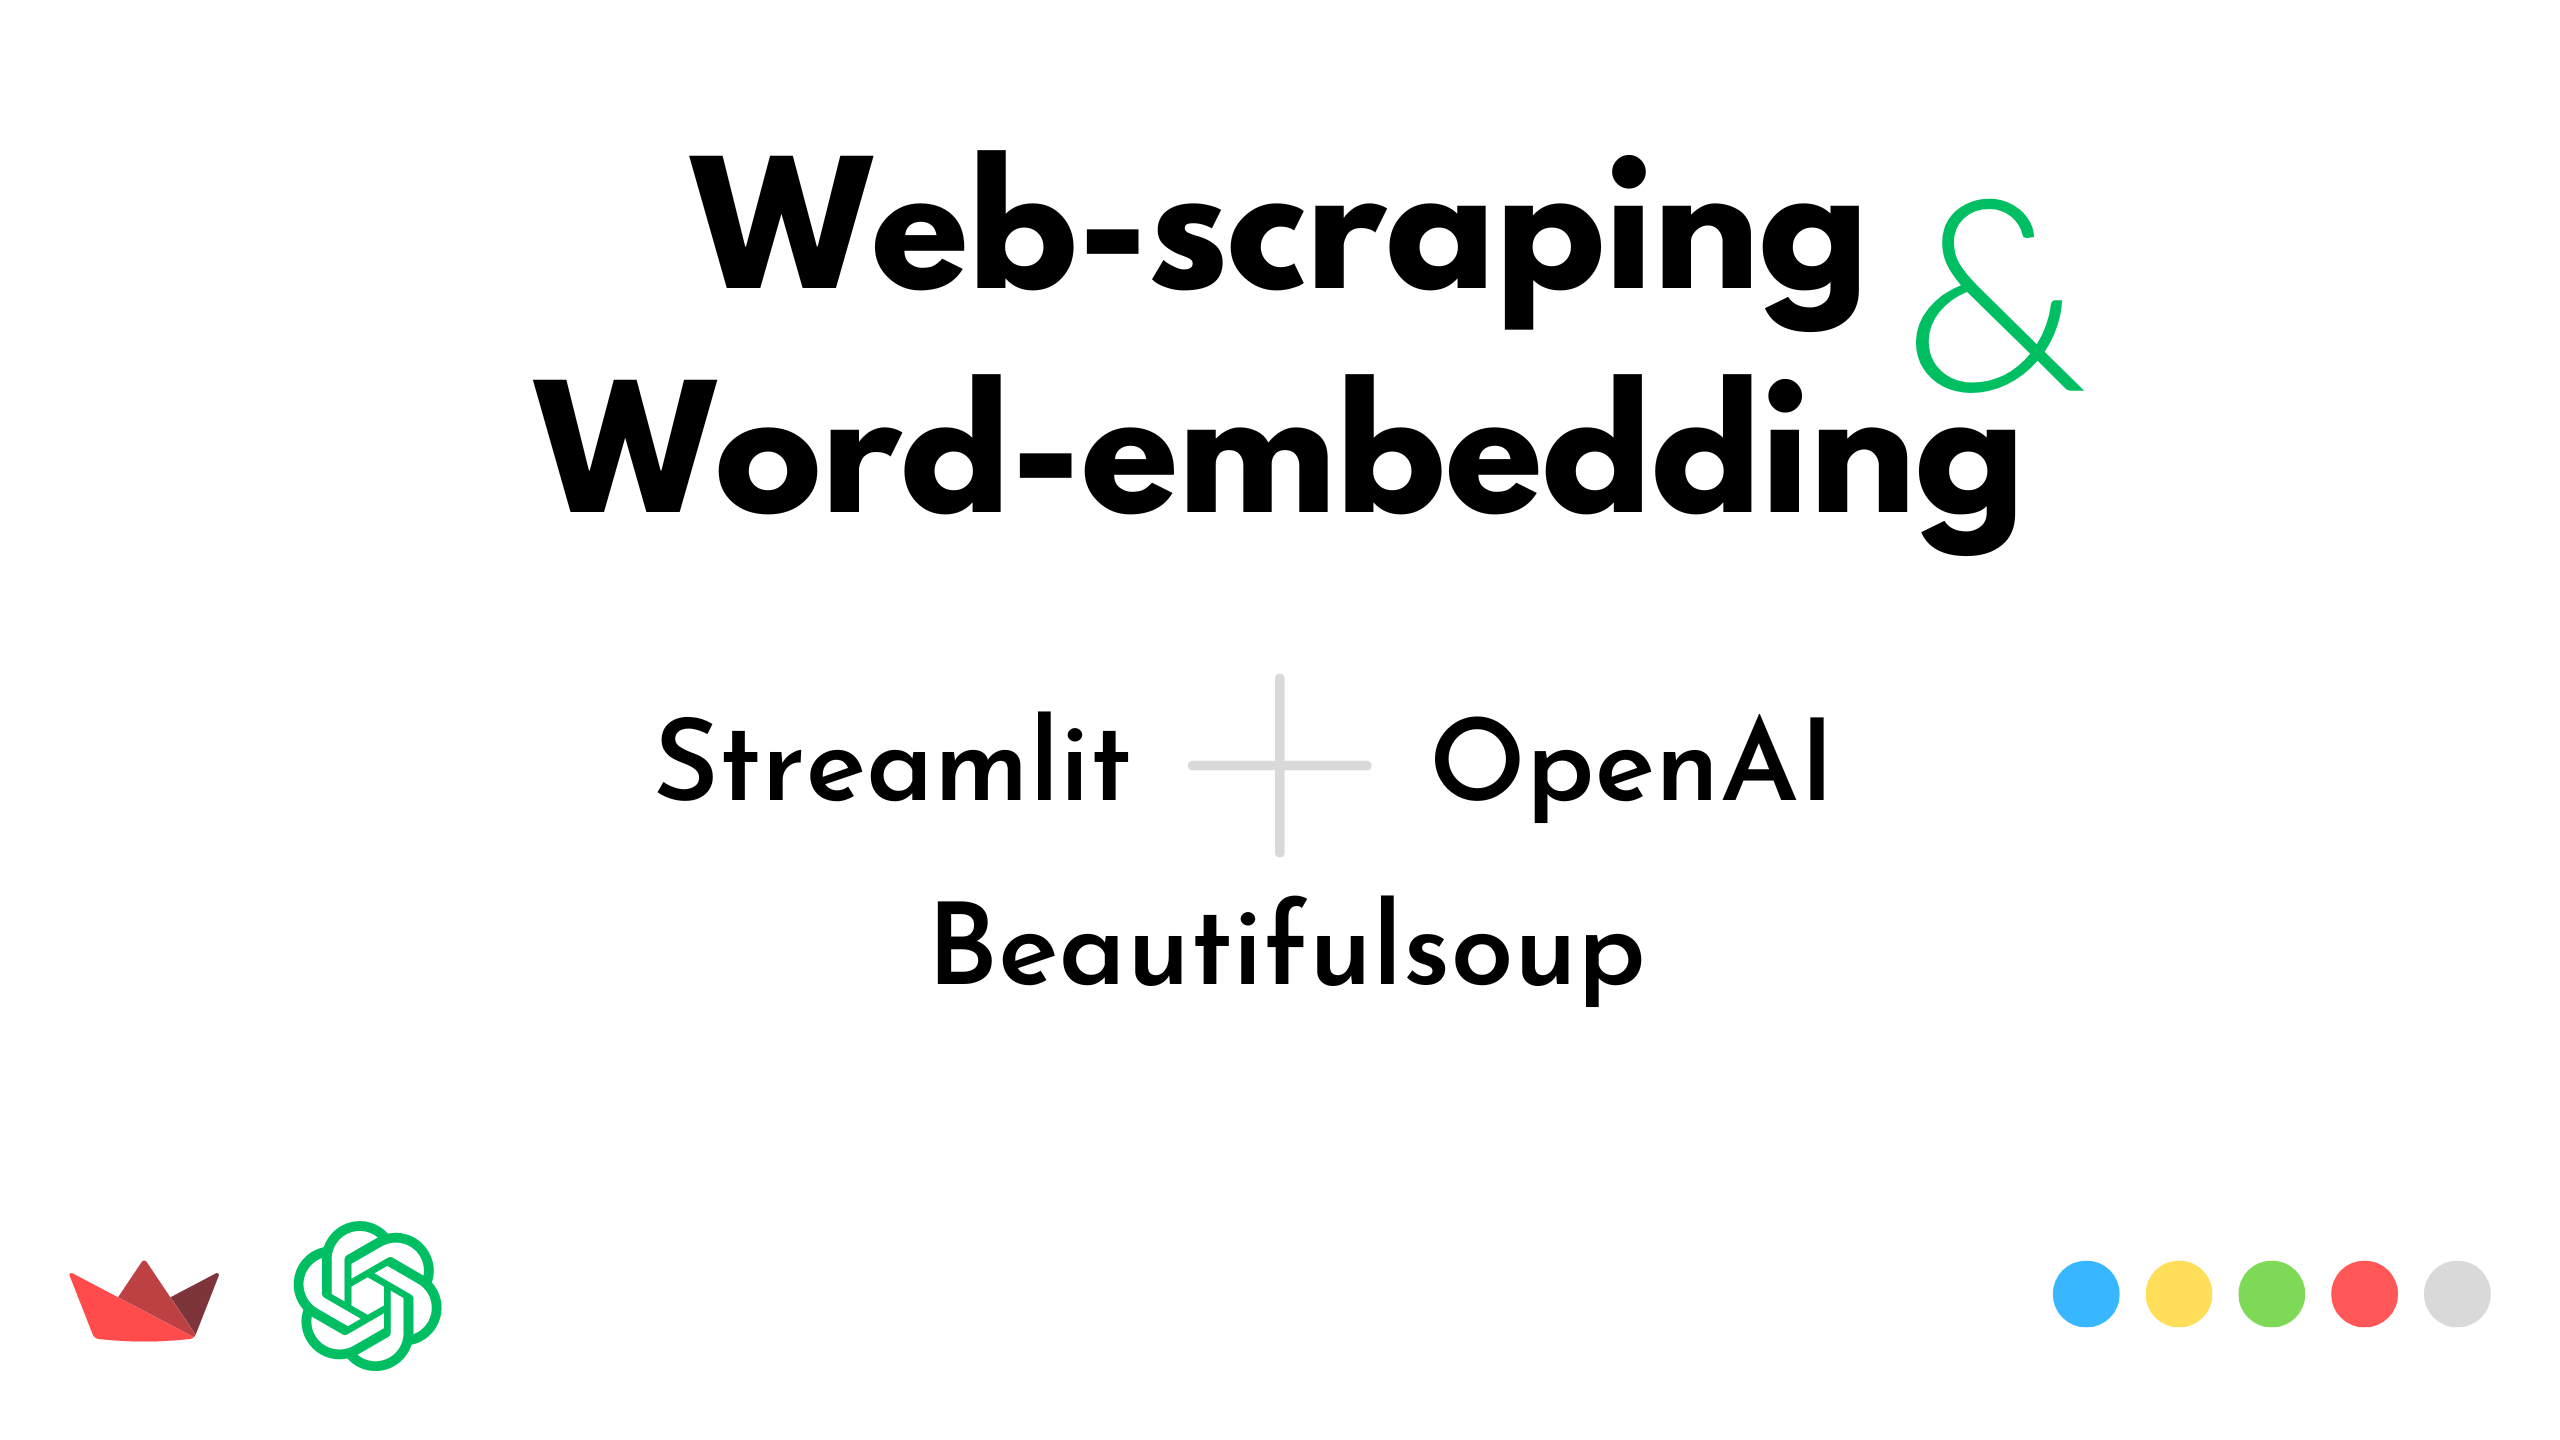 Web-scraping &
Word-embedding
Streamlit + OpenAI
Beautifulsoup